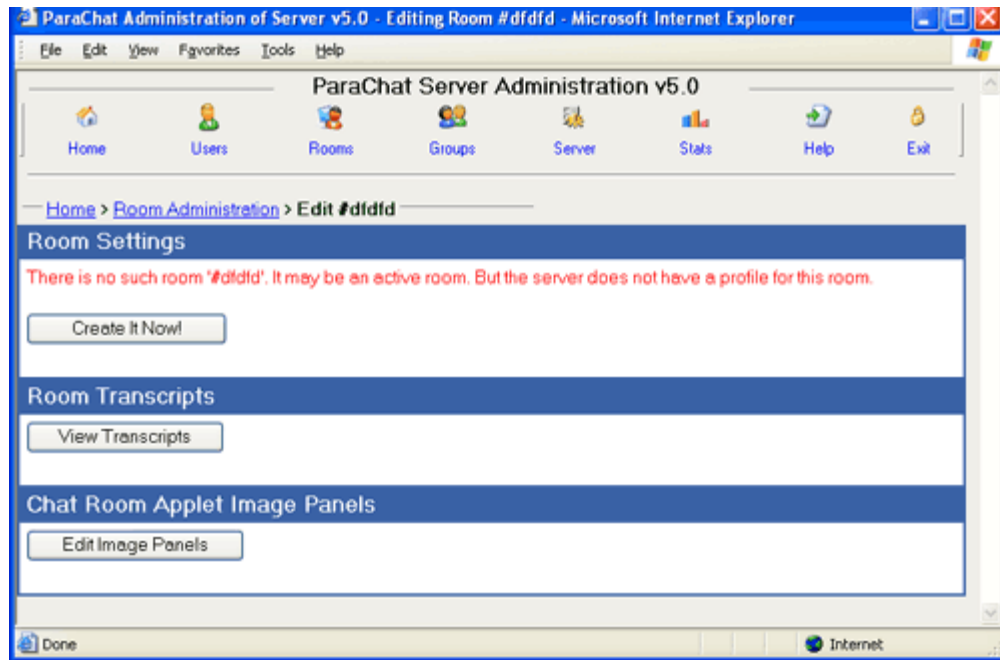 ParaChat Administration of Server v5.0 - Editing Room #dfdfd - Microsoft Internet Explorer
File Edit View Favorites Tools Help
ParaChat Server Administration v5.0
Home Users Rooms Groups Server Stats Help Exit
Home > Room Administration > Edit #dfdfd
Room Settings
There is no such room '#dfdfd'. It may be an active room. But the server does not have a profile for this room.
Create It Now!
Room Transcripts
View Transcripts
Chat Room Applet Image Panels
Edit Image Panels
Done Internet